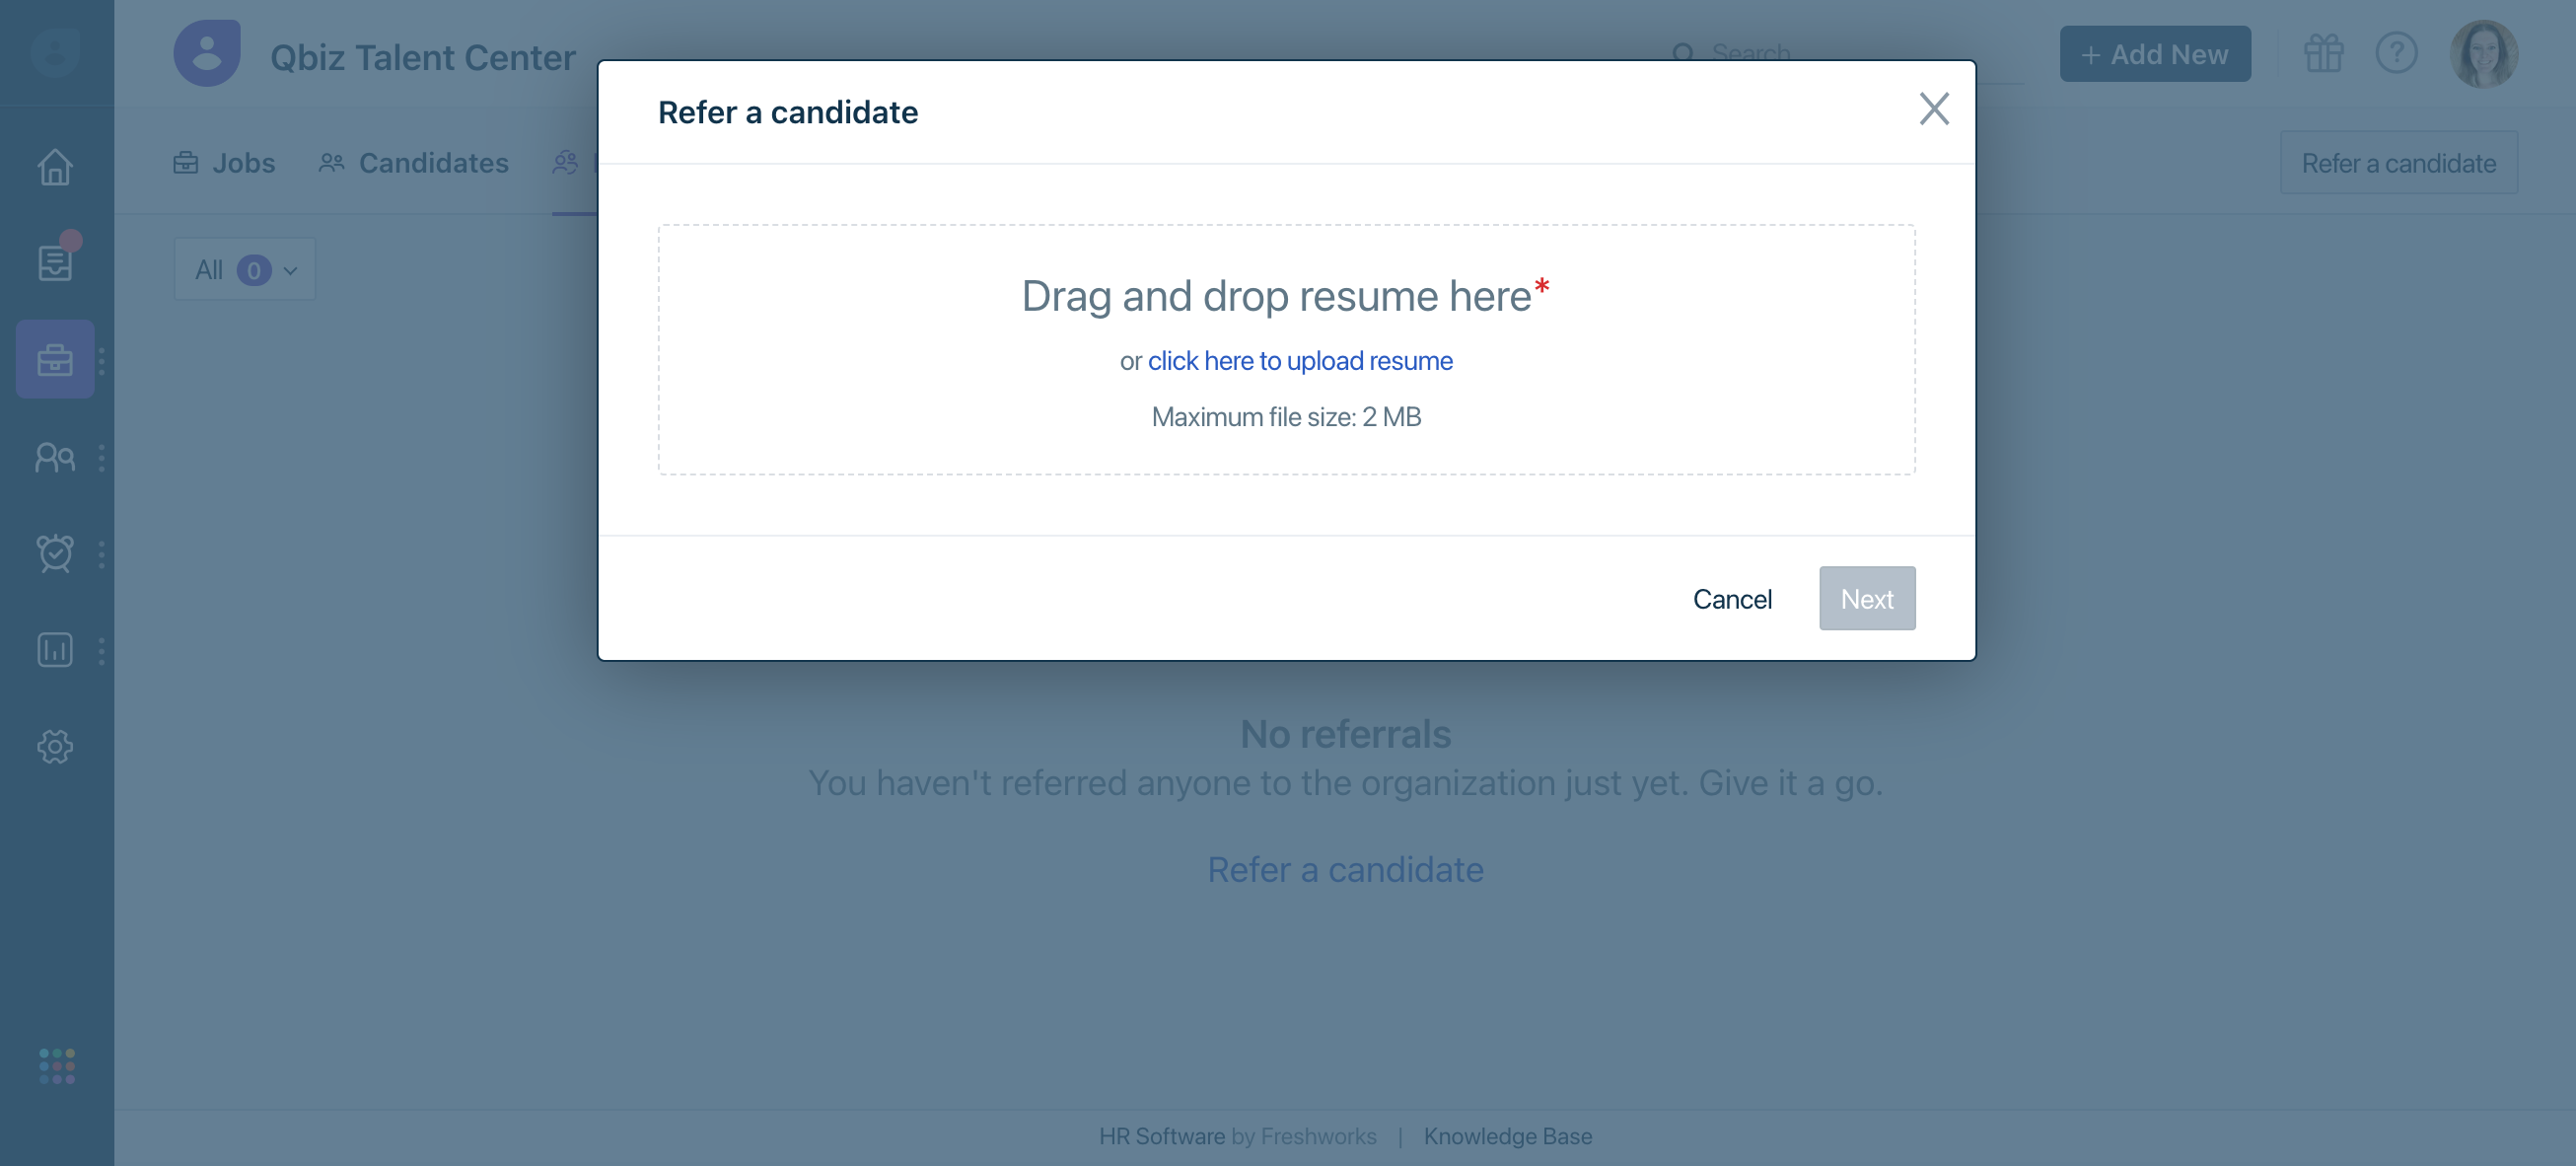 Qbiz Talent Center
Search
+ Add New
Refer a candidate
Jobs
Candidates
Refer a candidate
All 0
Drag and drop resume here*
or click here to upload resume
Maximum file size: 2 MB
Cancel
Next
No referrals
You haven't referred anyone to the organization just yet. Give it a go.
Refer a candidate
HR Software by Freshworks | Knowledge Base